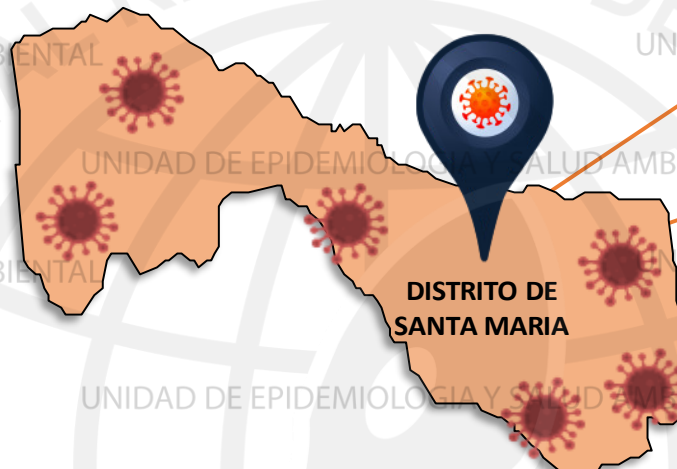 BIENTAL
UN
UNIDAD DE EPIDEMIOLOGIA Y SALUD AMB
BIENTAL
DISTRITO DE
SANTA MARIA
UNIDAD DE EPIDEMIOLOGIA Y SALUD AMB